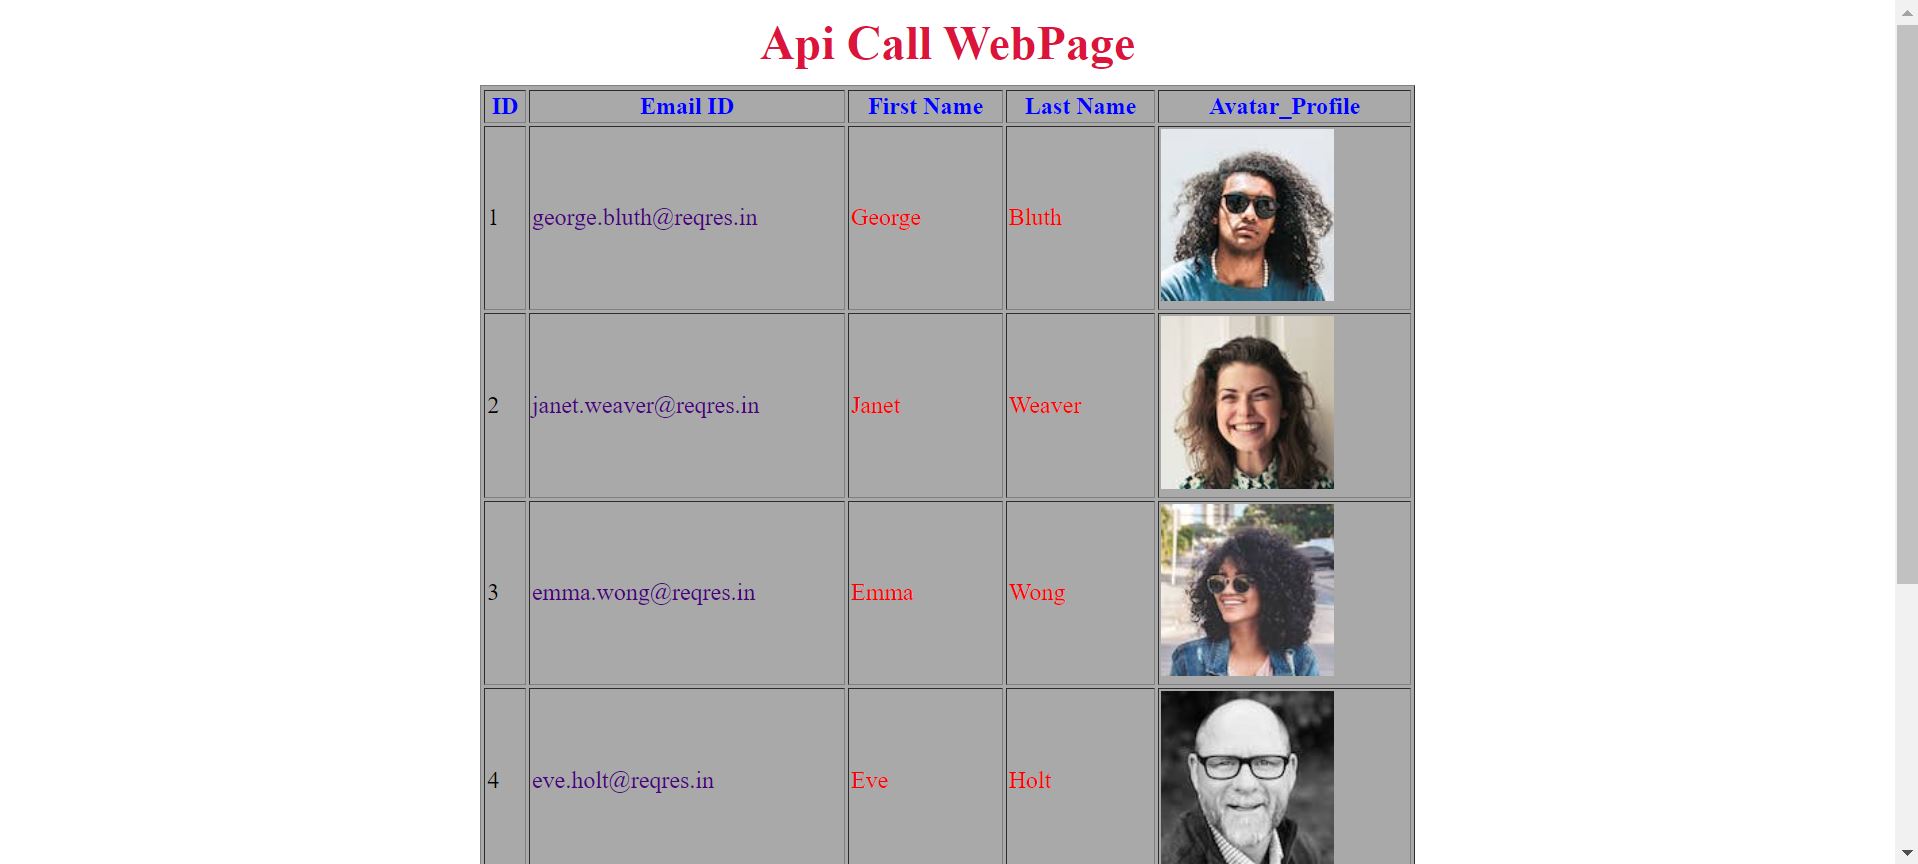 Api Call WebPage
ID Email ID First Name Last Name Avatar_Profile
1 george.bluth@reqres.in George Bluth
2 janet.weaver@reqres.in Janet Weaver
3 emma.wong@reqres.in Emma Wong
4 eve.holt@reqres.in Eve Holt